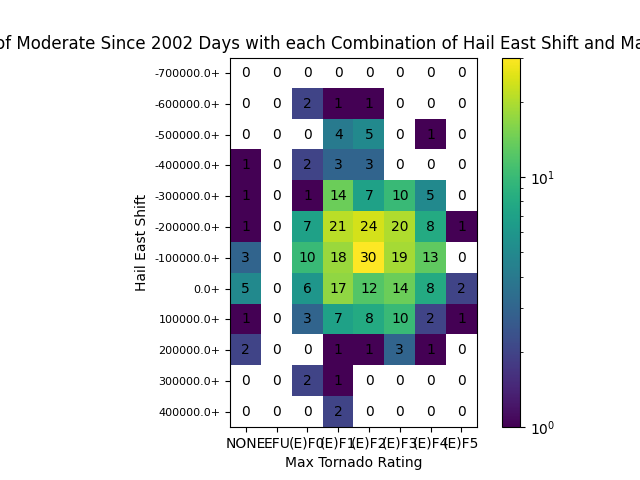 of Moderate Since 2002 Days with each Combination of Hail East Shift and Ma
-700000.0+ 0 0 0 0 0 0 0 0
-600000.0+ 0 0 2 1 1 0 0 0
-500000.0+ 0 0 0 4 5 0 1 0
-400000.0+ 1 0 2 3 3 0 0 0
-300000.0+ 1 0 1 14 7 10 5 0
-200000.0+ 1 0 7 21 24 20 8 1
-100000.0+ 3 0 10 18 30 19 13 0
0.0+ 5 0 6 17 12 14 8 2
100000.0+ 1 0 3 7 8 10 2 1
200000.0+ 2 0 0 1 1 3 1 0
300000.0+ 0 0 2 1 0 0 0 0
400000.0+ 0 0 0 2 0 0 0 0
NONE EFU (E)F0 (E)F1 (E)F2 (E)F3 (E)F4 (E)F5
Max Tornado Rating
Hail East Shift
10¹
10⁰